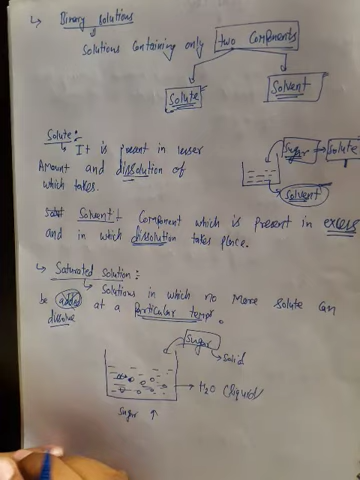 ↳ Binary solutions
↳ Solutions containing only two components
Solute
Solvent
Solute:
↳ It is present in lesser
Amount and dissolution of
which takes.
Sugar → Solute
Solvent
Solvent Component which is present in excess
and in which dissolution takes place.
↳ Saturated solution:
↳ Solutions in which no more solute can
be added at a particular temp.
dissolve
Sugar
Solid
→ H2O (liquid)
Sugar ↑